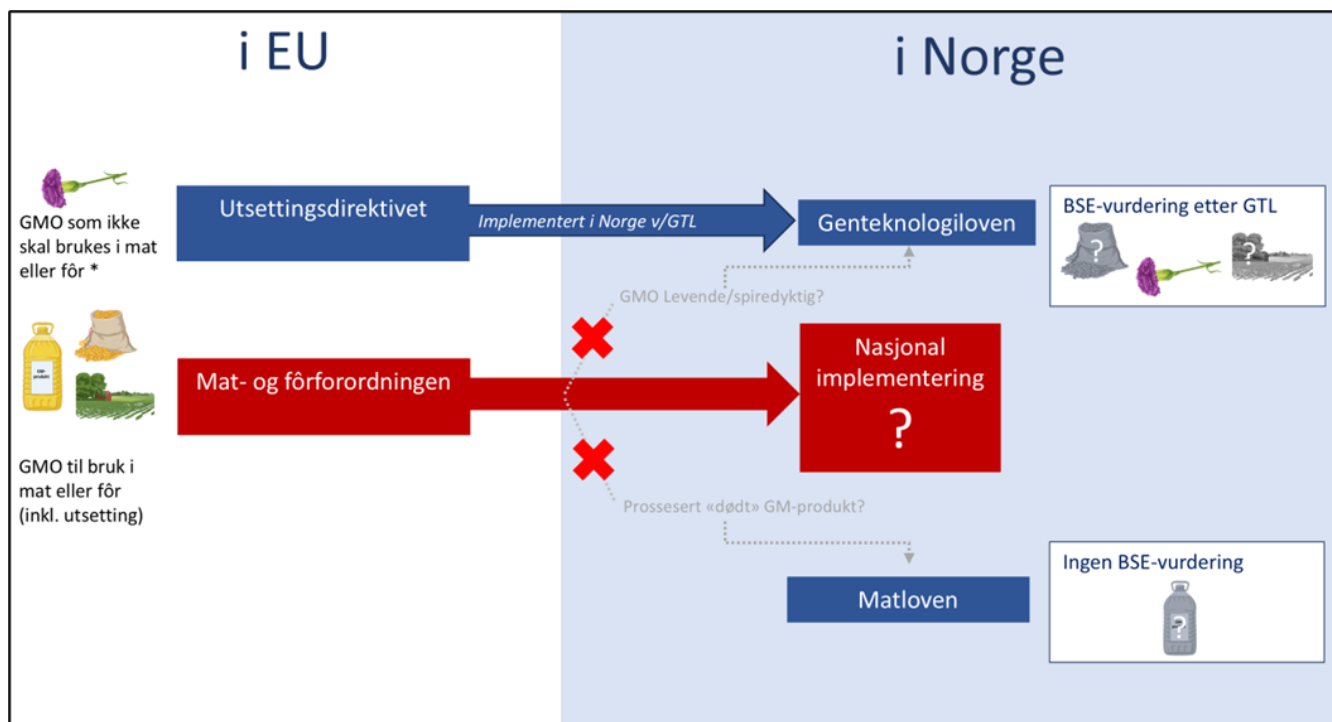 i EU
i Norge
GMO som ikke
skal brukes i mat
eller fôr *
Utsettingsdirektivet
Implementert i Norge v/GTL
Genteknologiloven
BSE-vurdering etter GTL
?
?
GMO Levende/spiredyktig?
Mat- og fôrforordningen
Nasjonal
implementering
?
GMO til bruk i
mat eller fôr
(inkl. utsetting)
Prossesert «dødt» GM-produkt?
Matloven
Ingen BSE-vurdering
?